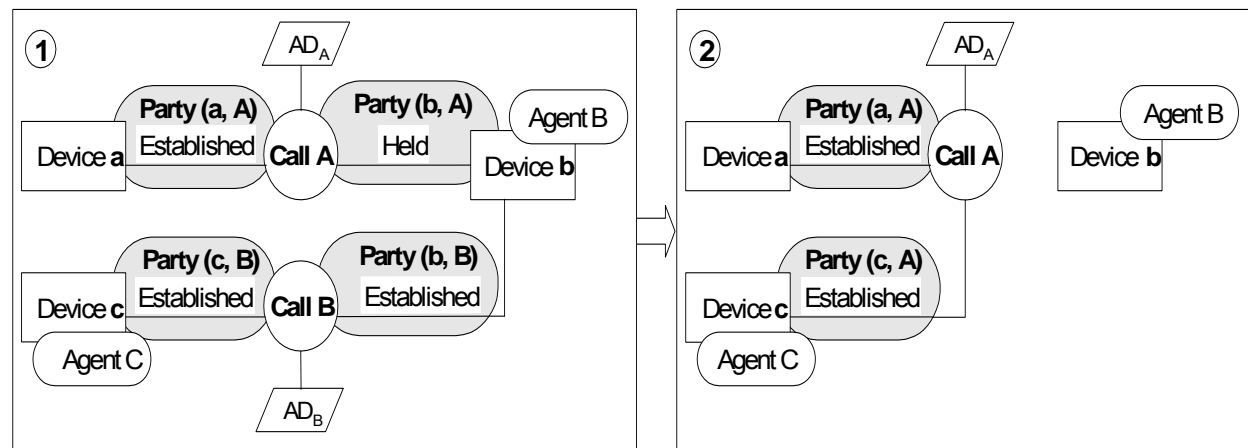 1
AD_A
Party (a, A)
Established
Device a
Call A
Party (b, A)
Held
Agent B
Device b
Party (c, B)
Established
Device c
Agent C
Call B
Party (b, B)
Established
AD_B
2
AD_A
Party (a, A)
Established
Device a
Call A
Agent B
Device b
Party (c, A)
Established
Device c
Agent C